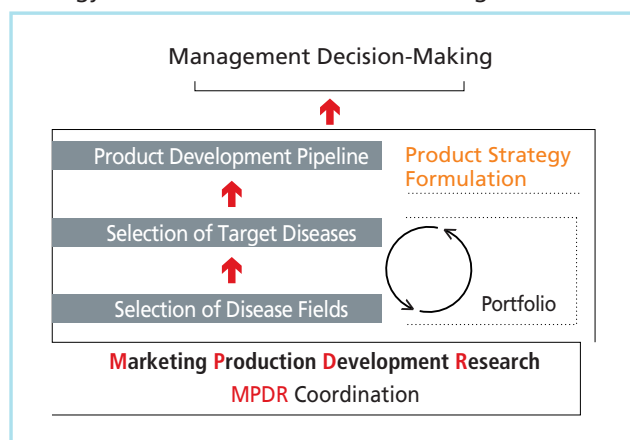 Management Decision-Making
Product Development Pipeline
Product Strategy
Formulation
Selection of Target Diseases
Selection of Disease Fields
Portfolio
Marketing Production Development Research
MPDR Coordination